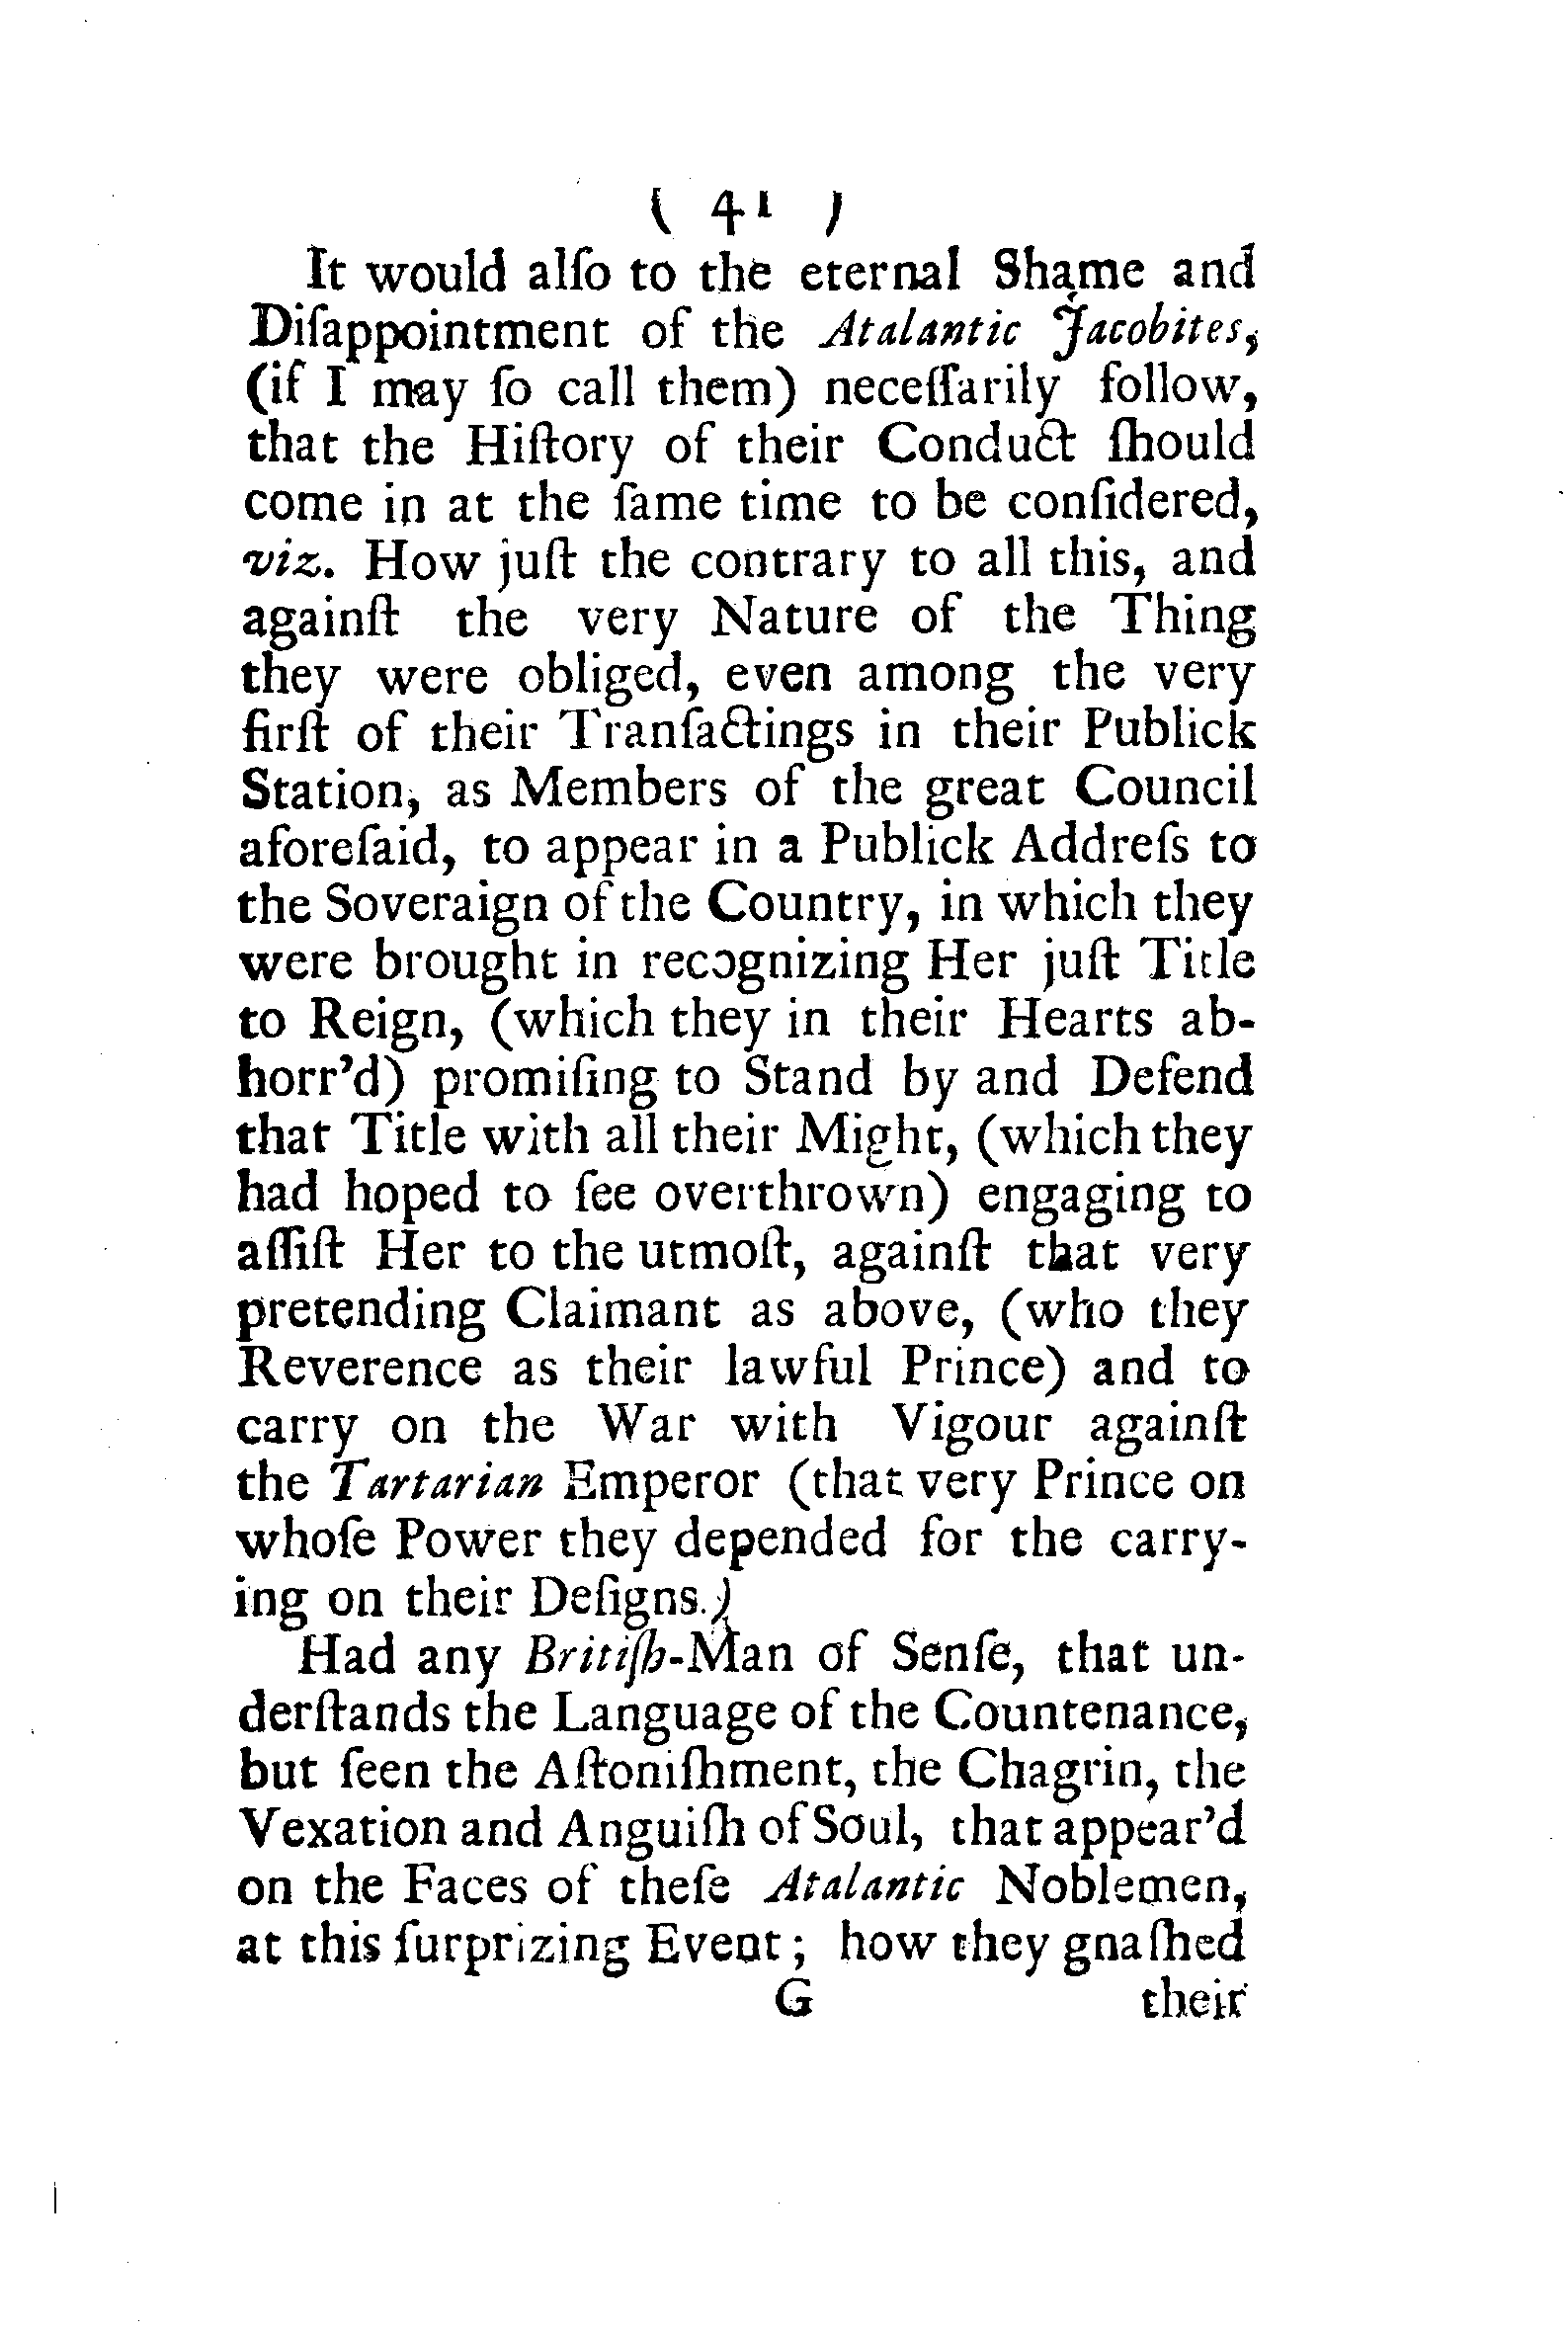 ( 41 )
It would alſo to the eternal Shame and
Diſappointment of the Atalantic Jacobites,
(if I may ſo call them) neceſſarily follow,
that the Hiſtory of their Conduct ſhould
come in at the ſame time to be conſidered,
viz. How juſt the contrary to all this, and
againſt the very Nature of the Thing
they were obliged, even among the very
firſt of their Tranſactings in their Publick
Station, as Members of the great Council
aforeſaid, to appear in a Publick Addreſs to
the Soveraign of the Country, in which they
were brought in recognizing Her juſt Title
to Reign, (which they in their Hearts ab-
horr'd) promiſing to Stand by and Defend
that Title with all their Might, (which they
had hoped to ſee overthrown) engaging to
aſſiſt Her to the utmoſt, againſt that very
pretending Claimant as above, (who they
Reverence as their lawful Prince) and to
carry on the War with Vigour againſt
the Tartarian Emperor (that very Prince on
whoſe Power they depended for the carry-
ing on their Deſigns.)
Had any Britiſh-Man of Senſe, that un-
derſtands the Language of the Countenance,
but ſeen the Aſtoniſhment, the Chagrin, the
Vexation and Anguiſh of Soul, that appear'd
on the Faces of theſe Atalantic Noblemen,
at this ſurprizing Event; how they gnaſhed
G their